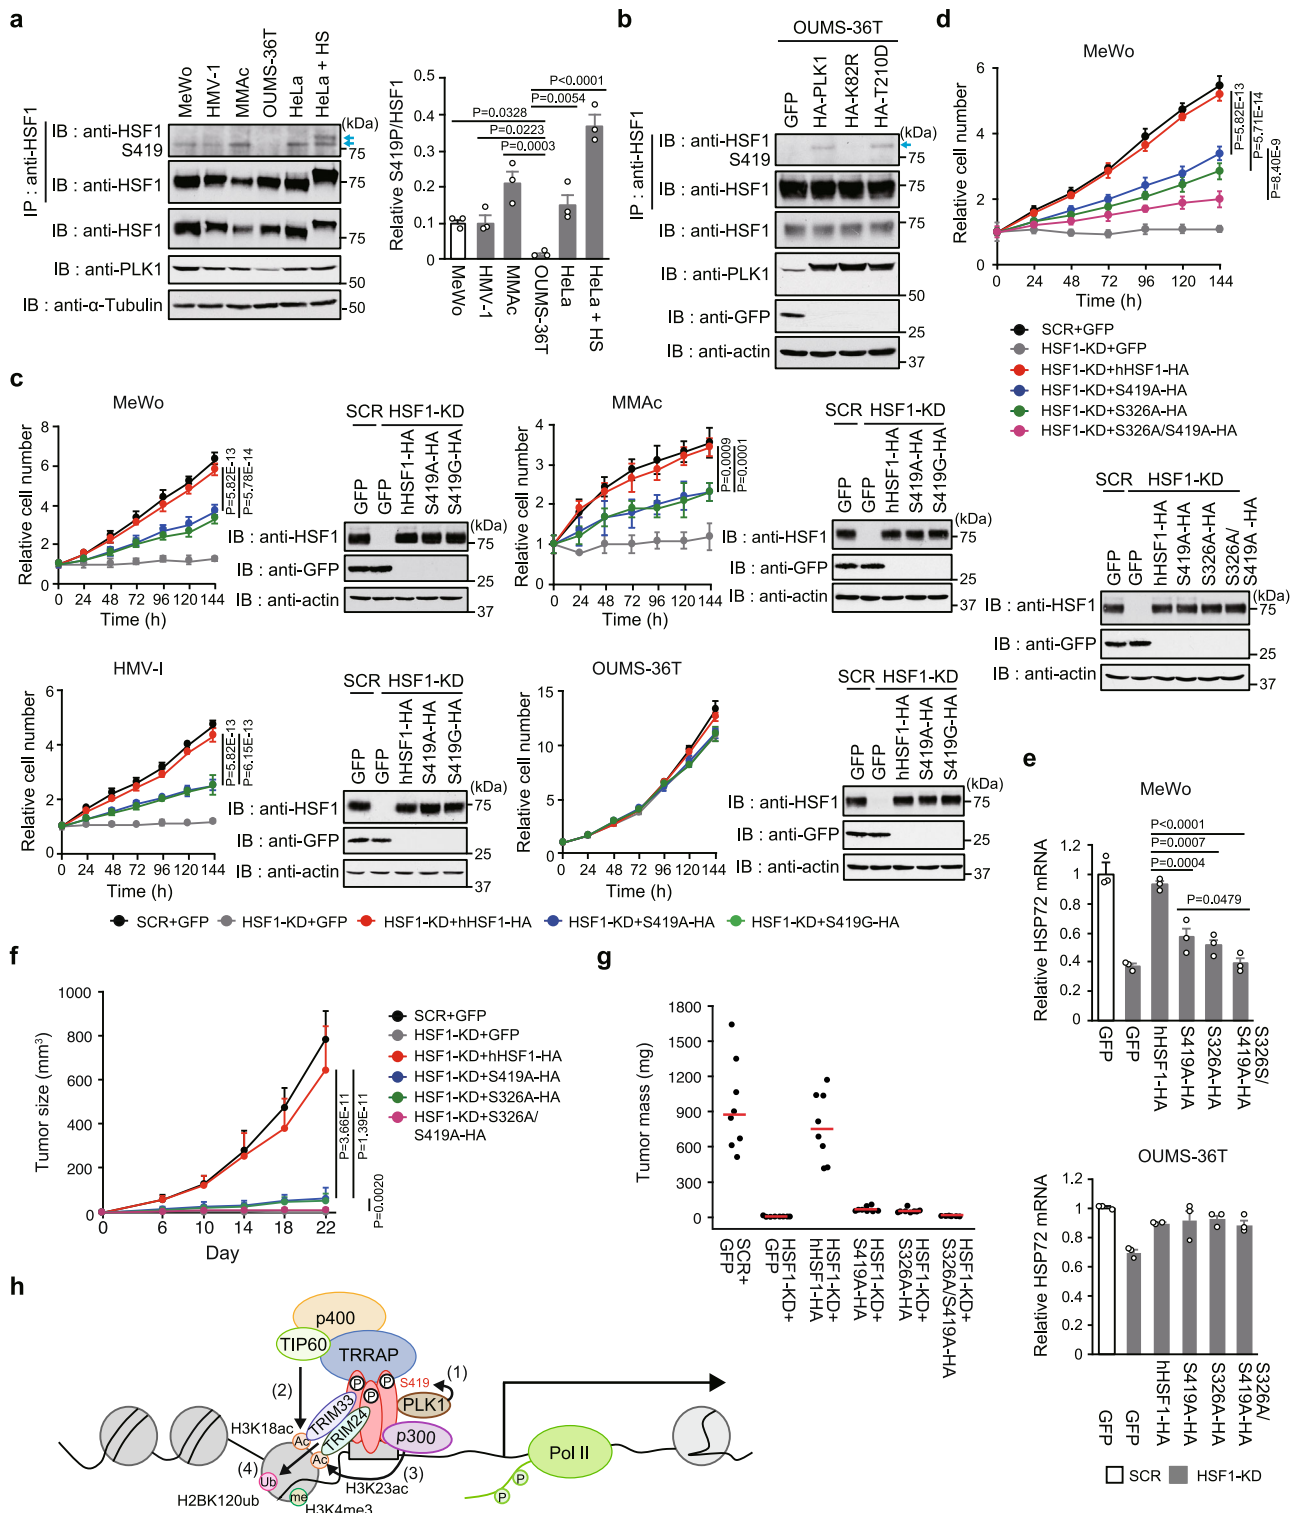 a
MeWo
HMV-1
MMAc
OUMS-36T
HeLa
HeLa + HS
(kDa)
IP : anti-HSF1
IB : anti-HSF1
S419
75
IB : anti-HSF1
75
IB : anti-HSF1
75
IB : anti-PLK1
50
IB : anti-α-Tubulin
50
Relative S419P/HSF1
0.5
0.4
0.3
0.2
0.1
0
P<0.0001
P=0.0054
P=0.0328
P=0.0223
P=0.0003
MeWo
HMV-1
MMAc
OUMS-36T
HeLa
HeLa + HS
b
OUMS-36T
GFP
HA-PLK1
HA-K82R
HA-T210D
(kDa)
IP : anti-HSF1
IB : anti-HSF1
S419
75
IB : anti-HSF1
75
IB : anti-HSF1
75
IB : anti-PLK1
50
IB : anti-GFP
25
IB : anti-actin
37
d
MeWo
Relative cell number
6
4
2
0
0 24 48 72 96 120 144
Time (h)
P=5.82E-13
P=5.71E-14
P=8.40E-9
SCR+GFP
HSF1-KD+GFP
HSF1-KD+hHSF1-HA
HSF1-KD+S419A-HA
HSF1-KD+S326A-HA
HSF1-KD+S326A/S419A-HA
SCR
HSF1-KD
GFP
GFP
hHSF1-HA
S419A-HA
S326A-HA
S326A/
S419A -HA
(kDa)
IB : anti-HSF1
75
IB : anti-GFP
25
IB : anti-actin
37
c
MeWo
Relative cell number
8
6
4
2
0
0 24 48 72 96 120 144
Time (h)
P=5.82E-13
P=5.78E-14
SCR HSF1-KD
GFP
GFP
hHSF1-HA
S419A-HA
S419G-HA
(kDa)
IB : anti-HSF1
75
IB : anti-GFP
25
IB : anti-actin
37
MMAc
Relative cell number
4
3
2
1
0
0 24 48 72 96 120 144
Time (h)
P=0.0009
P=0.0001
SCR HSF1-KD
GFP
GFP
hHSF1-HA
S419A-HA
S419G-HA
(kDa)
IB : anti-HSF1
75
IB : anti-GFP
25
IB : anti-actin
37
HMV-I
Relative cell number
6
4
2
0
0 24 48 72 96 120 144
Time (h)
P=5.82E-13
P=6.15E-13
SCR HSF1-KD
GFP
GFP
hHSF1-HA
S419A-HA
S419G-HA
(kDa)
IB : anti-HSF1
75
IB : anti-GFP
25
IB : anti-actin
37
OUMS-36T
Relative cell number
15
10
5
0
0 24 48 72 96 120 144
Time (h)
SCR HSF1-KD
GFP
GFP
hHSF1-HA
S419A-HA
S419G-HA
(kDa)
IB : anti-HSF1
75
IB : anti-GFP
25
IB : anti-actin
37
SCR+GFP HSF1-KD+GFP HSF1-KD+hHSF1-HA HSF1-KD+S419A-HA HSF1-KD+S419G-HA
e
MeWo
Relative HSP72 mRNA
1.2
1
0.8
0.6
0.4
0.2
0
P<0.0001
P=0.0007
P=0.0004
P=0.0479
GFP
GFP
hHSF1-HA
S419A-HA
S326A-HA
S326S/
S419A-HA
OUMS-36T
Relative HSP72 mRNA
1.2
1
0.8
0.6
0.4
0.2
0
GFP
GFP
hHSF1-HA
S419A-HA
S326A-HA
S326A/
S419A-HA
SCR HSF1-KD
f
Tumor size (mm³)
1000
800
600
400
200
0
0 6 10 14 18 22
Day
SCR+GFP
HSF1-KD+GFP
HSF1-KD+hHSF1-HA
HSF1-KD+S419A-HA
HSF1-KD+S326A-HA
HSF1-KD+S326A/
S419A-HA
P=3.66E-11
P=1.39E-11
P=0.0020
g
Tumor mass (mg)
1800
1500
1200
900
600
300
0
SCR+
GFP
HSF1-KD+
GFP
HSF1-KD+
hHSF1-HA
HSF1-KD+
S419A-HA
HSF1-KD+
S326A-HA
HSF1-KD+
S326A/S419A-HA
h
p400
TIP60
TRRAP
(1)
S419
P
P
P
PLK1
(2)
TRIM33
TRIM24
p300
H3K18ac
Ac
Ac
(3)
(4)
Ub
H3K23ac
me
H2BK120ub
H3K4me3
Pol II
P
P